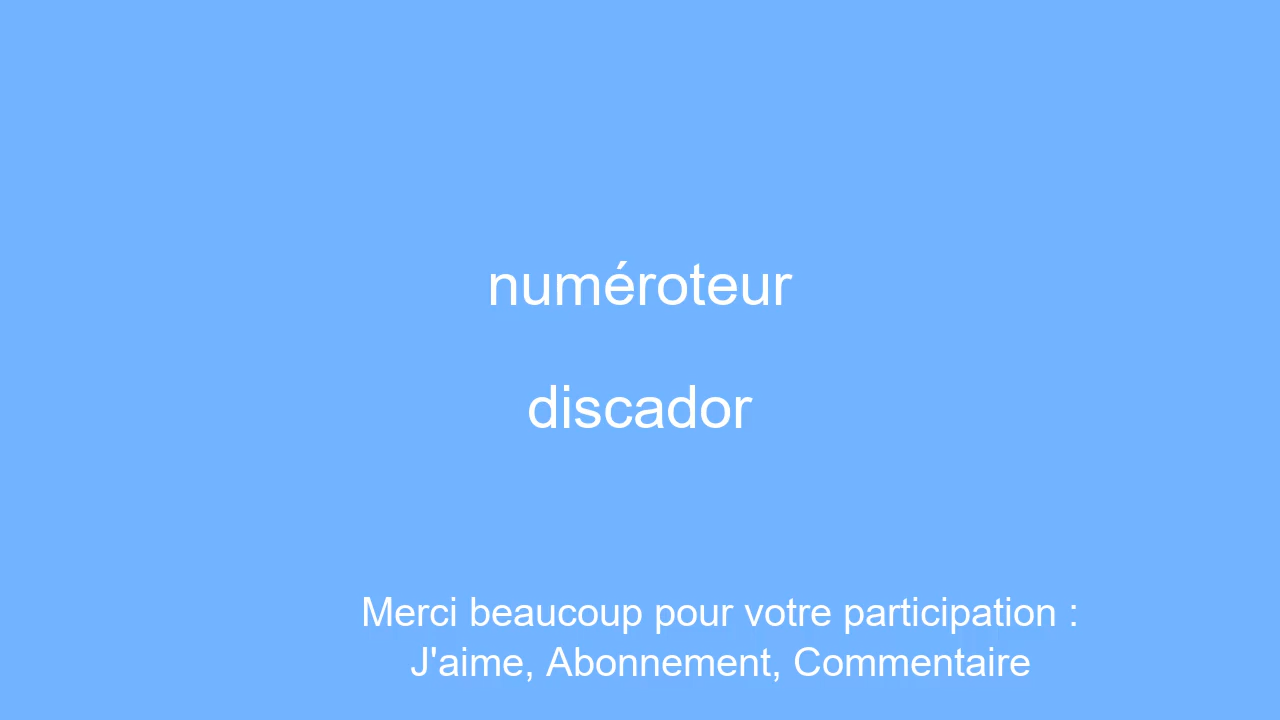 numéroteur
discador
Merci beaucoup pour votre participation :
J'aime, Abonnement, Commentaire